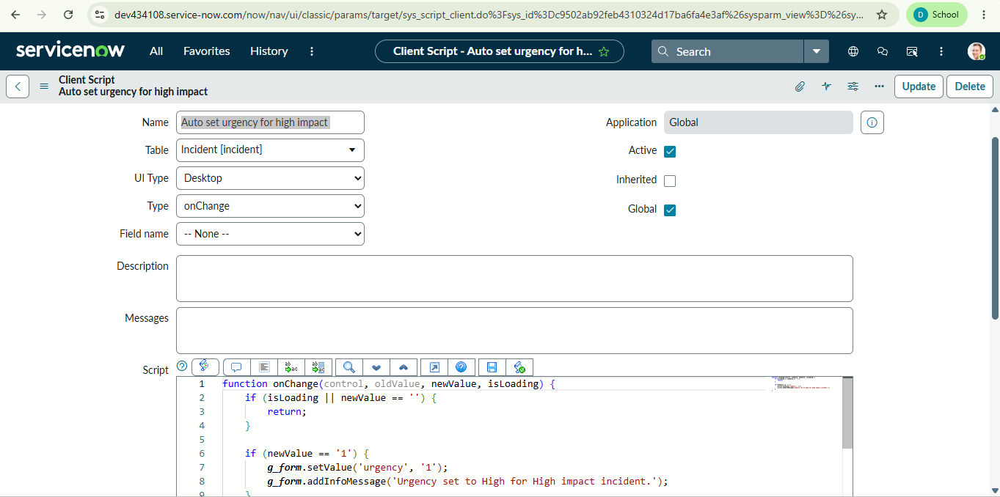 dev434108.service-now.com/now/nav/ui/classic/params/target/sys_script_client.do%3Fsys_id%3Dc9502ab92feb4310324d17ba6fa4e3af%26sysparm_view%3D%26sy...
D School
servicenow All Favorites History Client Script - Auto set urgency for h... Search
Client Script
Auto set urgency for high impact
Update Delete
Name Auto set urgency for high impact Application Global
Table Incident [incident] Active
UI Type Desktop Inherited
Type onChange Global
Field name -- None --
Description
Messages
Script
1 function onChange(control, oldValue, newValue, isLoading) {
2 if (isLoading || newValue == '') {
3 return;
4 }
5
6 if (newValue == '1') {
7 g_form.setValue('urgency', '1');
8 g_form.addInfoMessage('Urgency set to High for High impact incident.');
9 }